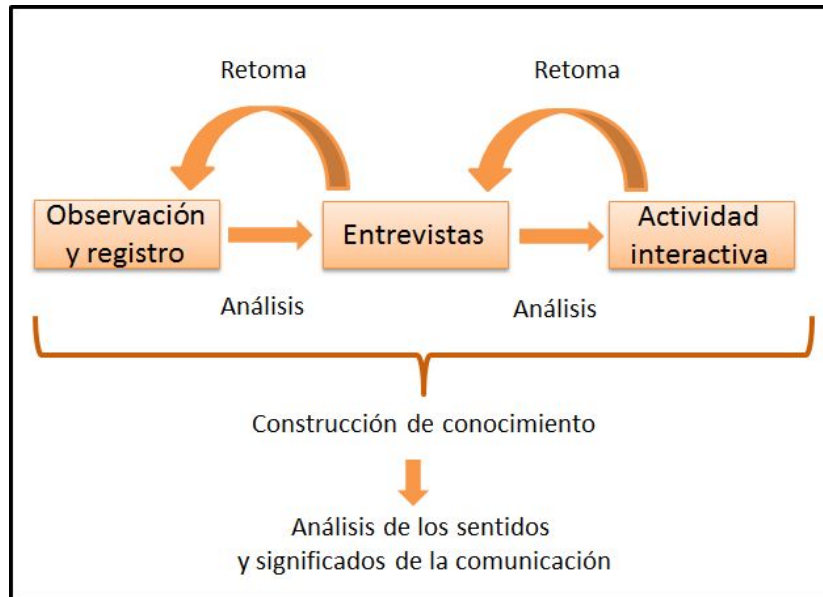 Retoma
Retoma
Observación
y registro
Entrevistas
Actividad
interactiva
Análisis
Análisis
Construcción de conocimiento
Análisis de los sentidos
y significados de la comunicación